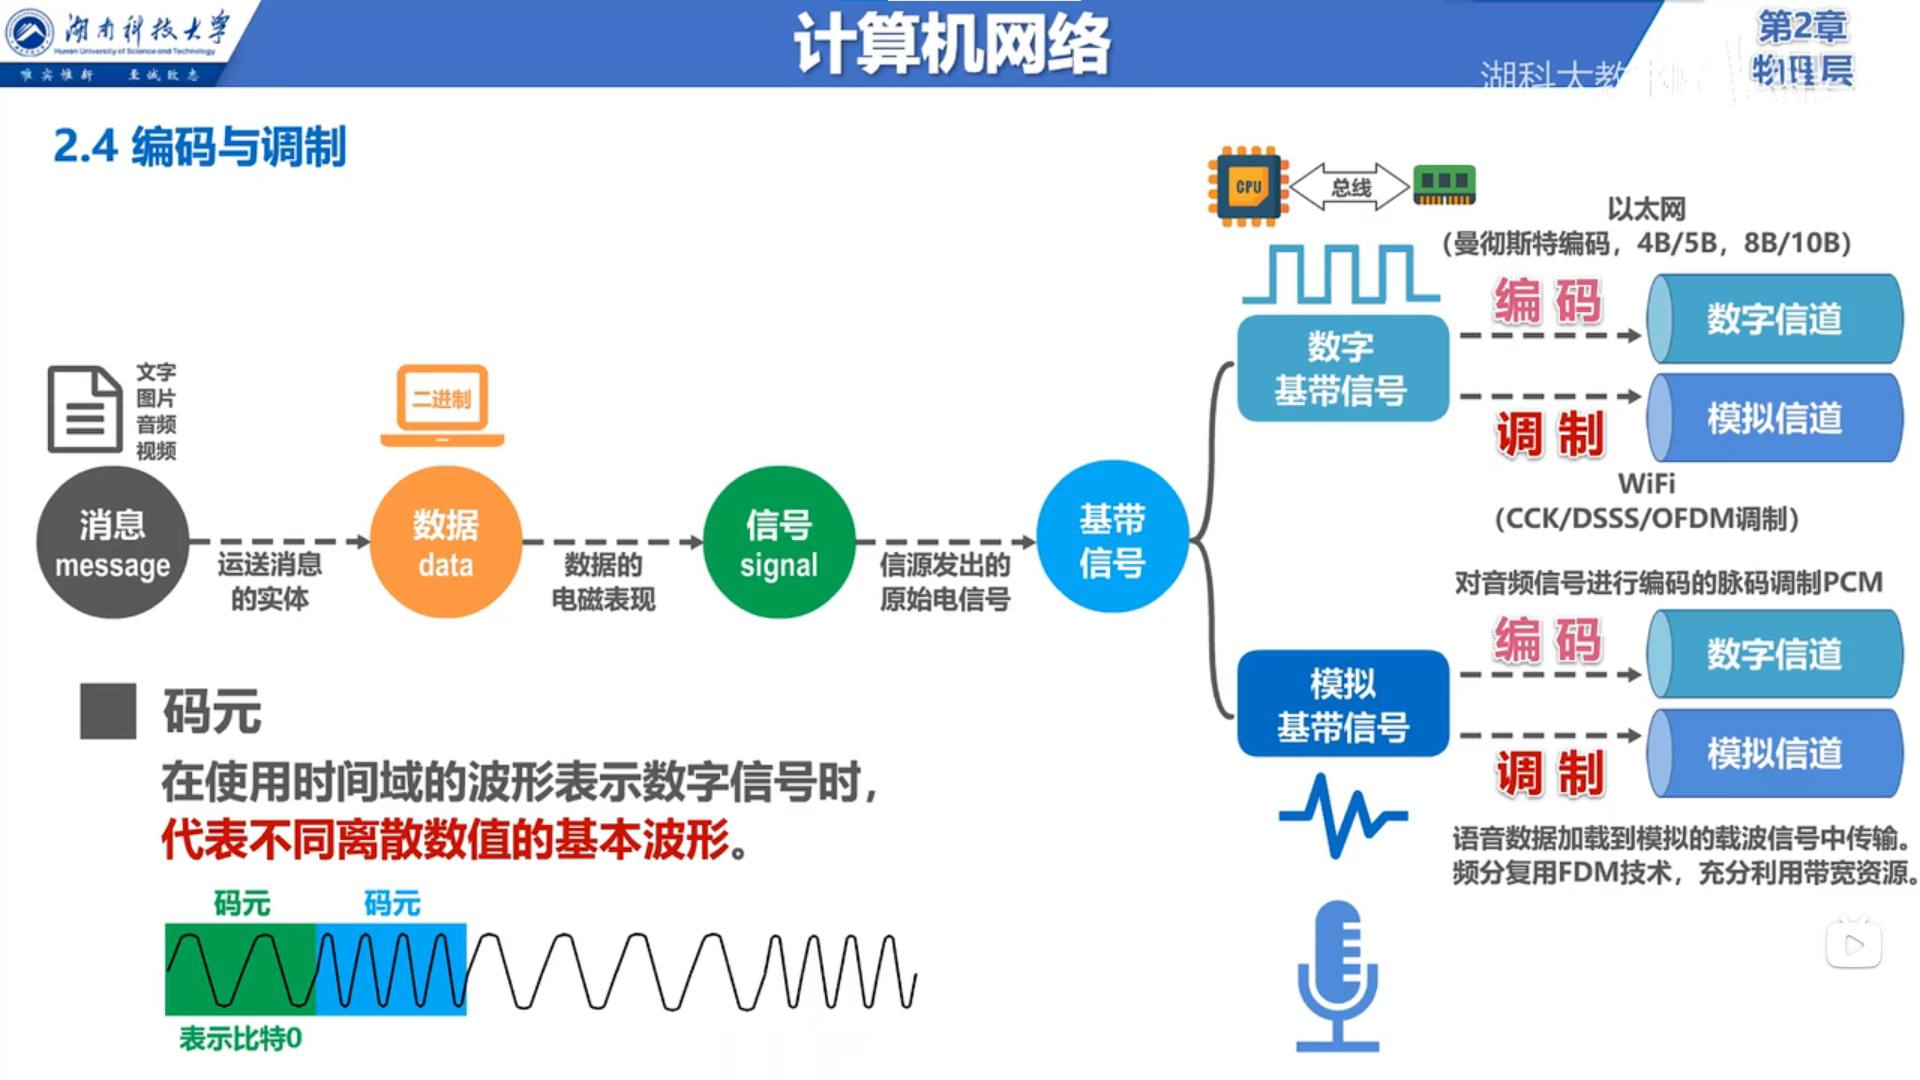 湖南科技大学
Hunan University of Science and Technology
唯实惟新 至诚致志
计算机网络
第2章
物理层
湖科大教
2.4 编码与调制
CPU
总线
以太网
(曼彻斯特编码，4B/5B，8B/10B)
编 码
数字信道
数字
基带信号
调 制
模拟信道
WiFi
(CCK/DSSS/OFDM调制)
文字
图片
音频
视频
二进制
消息
message
运送消息
的实体
数据
data
数据的
电磁表现
信号
signal
信源发出的
原始电信号
基带
信号
对音频信号进行编码的脉码调制PCM
编 码
数字信道
模拟
基带信号
调 制
模拟信道
语音数据加载到模拟的载波信号中传输。
频分复用FDM技术，充分利用带宽资源。
码元
在使用时间域的波形表示数字信号时，
代表不同离散数值的基本波形。
码元
码元
表示比特0